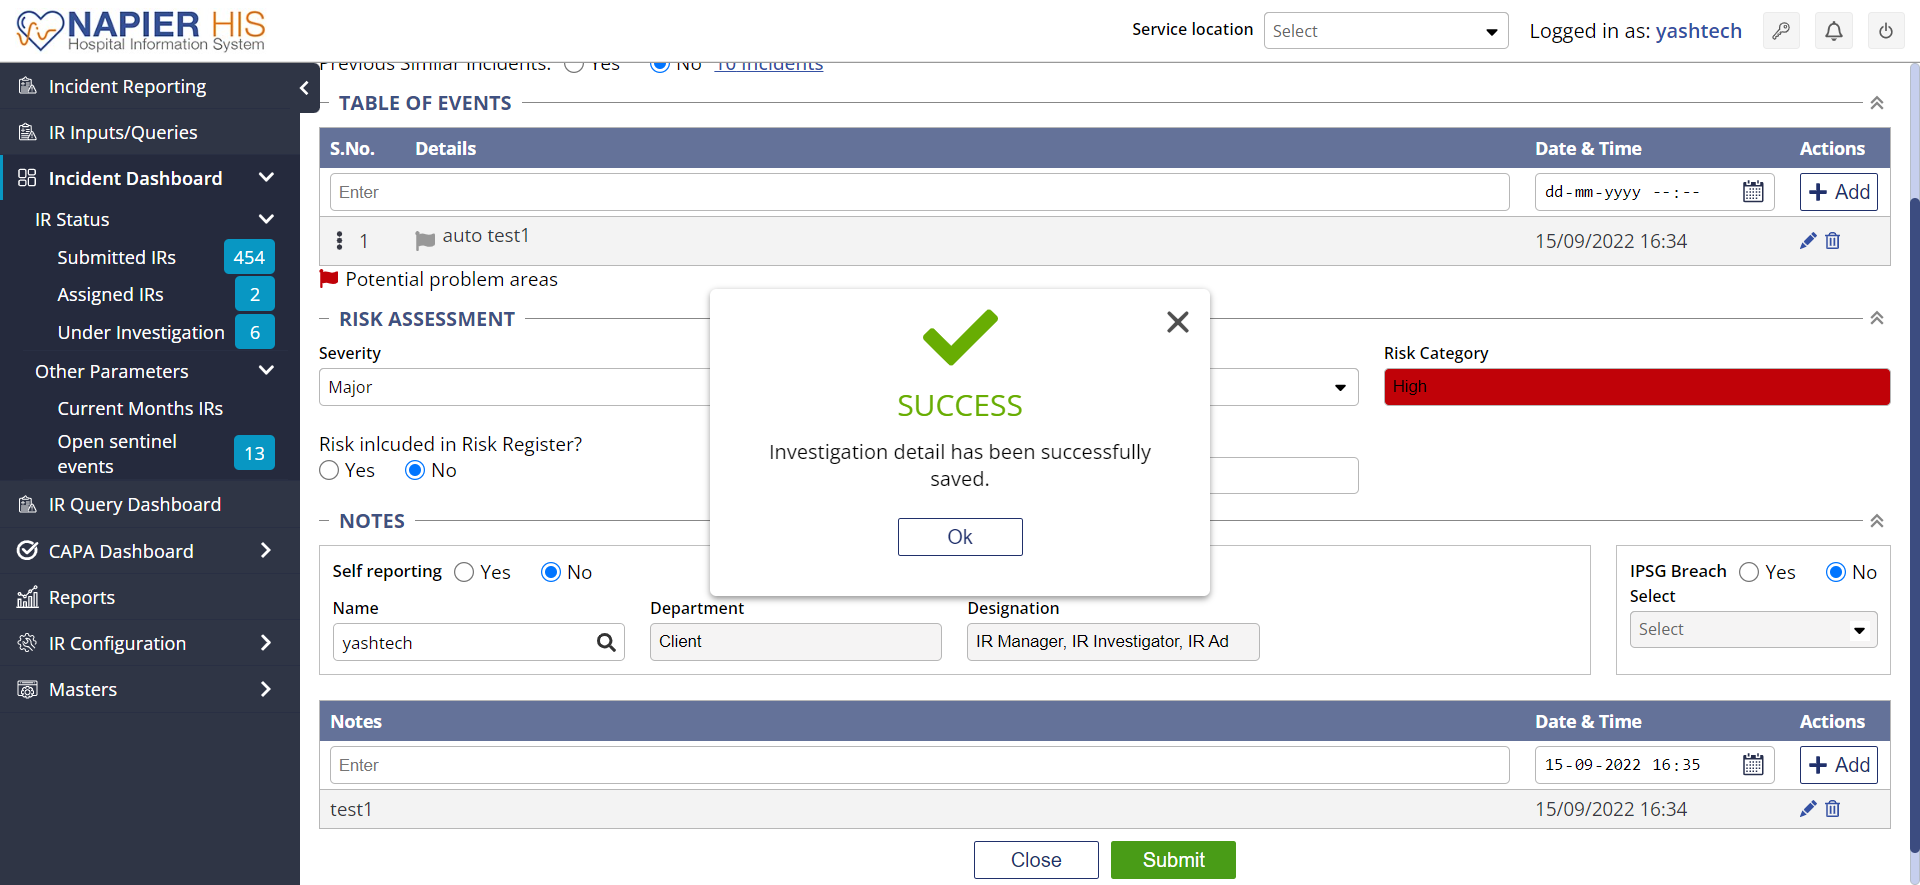 NAPIER HIS
Hospital Information System
Service location
Select
Logged in as: yashtech
Incident Reporting
IR Inputs/Queries
Incident Dashboard
IR Status
Submitted IRs 454
Assigned IRs 2
Under Investigation 6
Other Parameters
Current Months IRs
Open sentinel
events 13
IR Query Dashboard
CAPA Dashboard
Reports
IR Configuration
Masters
Previous Similar Incidents: Yes No 10 Incidents
TABLE OF EVENTS
S.No. Details Date & Time Actions
Enter dd-mm-yyyy --:-- Add
1 auto test1 15/09/2022 16:34
Potential problem areas
RISK ASSESSMENT
Severity Risk Category
Major High
Risk inlcuded in Risk Register?
Yes No
SUCCESS
Investigation detail has been successfully
saved.
Ok
NOTES
Self reporting Yes No
Name Department Designation
yashtech Client IR Manager, IR Investigator, IR Ad
IPSG Breach Yes No
Select
Select
Notes Date & Time Actions
Enter 15-09-2022 16:35 Add
test1 15/09/2022 16:34
Close Submit